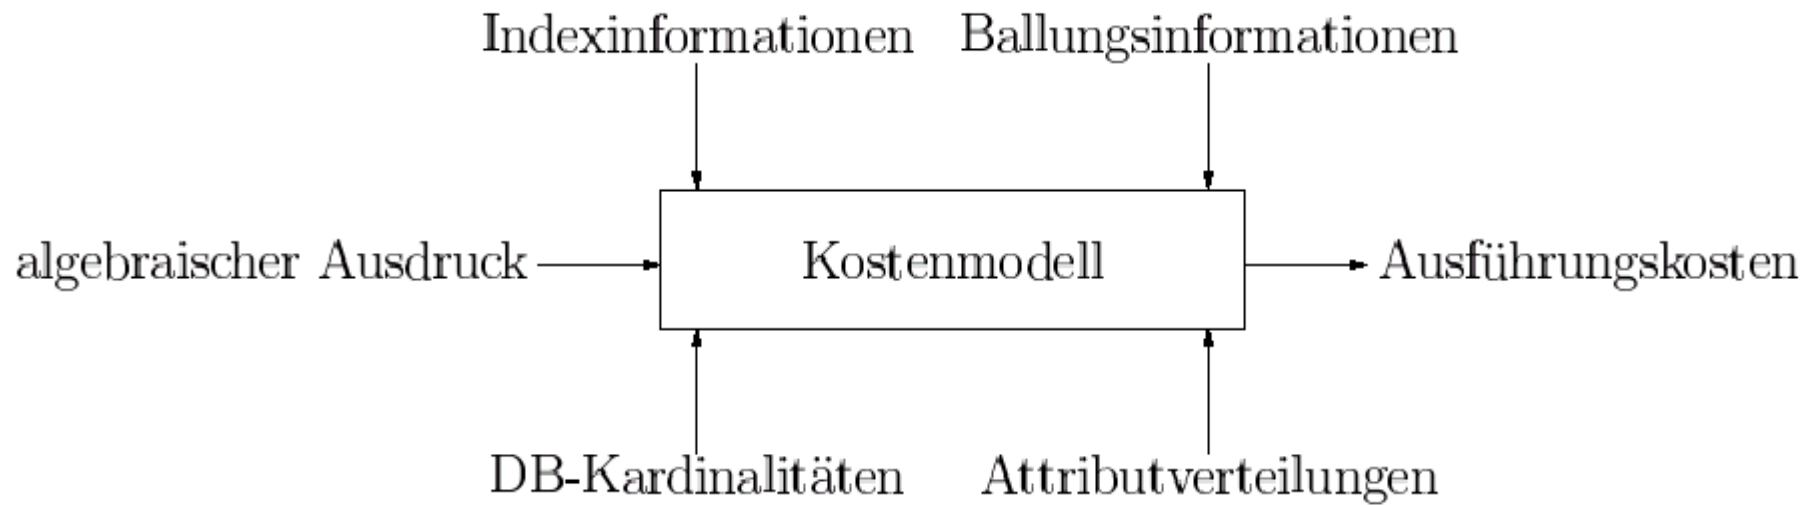 Indexinformationen
Ballungsinformationen
algebraischer Ausdruck
Kostenmodell
Ausführungskosten
DB-Kardinalitäten
Attributverteilungen